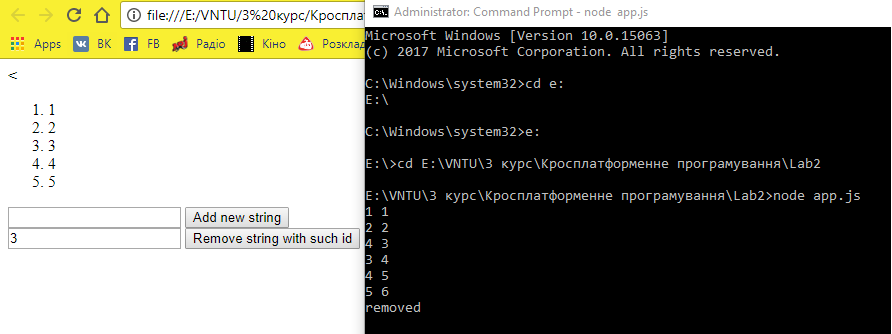 file:///E:/VNTU/3%20курс/Кроспла
Apps ВК FB Радіо Кіно Розклад
<
1. 1
2. 2
3. 3
4. 4
5. 5
Add new string
3 Remove string with such id
Administrator: Command Prompt - node app.js
Microsoft Windows [Version 10.0.15063]
(c) 2017 Microsoft Corporation. All rights reserved.
C:\Windows\system32>cd e:
E:\
C:\Windows\system32>e:
E:\>cd E:\VNTU\3 курс\Кросплатформенне програмування\Lab2
E:\VNTU\3 курс\Кросплатформенне програмування\Lab2>node app.js
1 1
2 2
4 3
3 4
4 5
5 6
removed